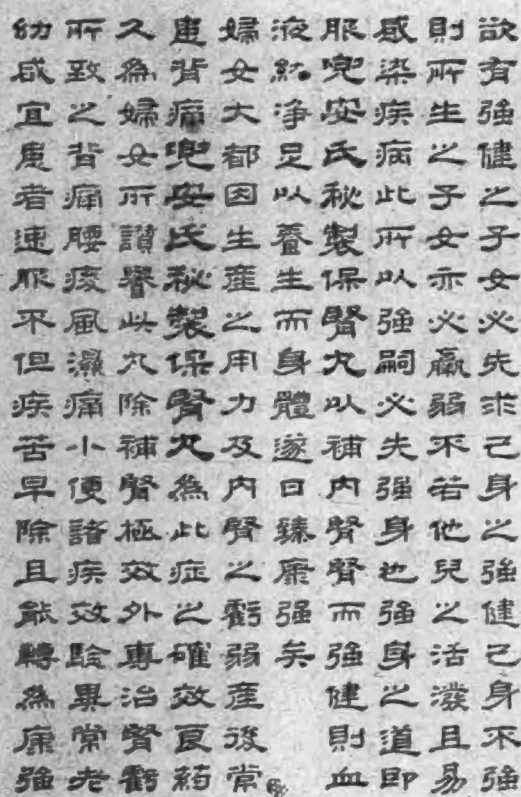 欲有強健之子女必先求己身之強健己身不強
則所生之子女亦必羸弱不若他兒之活潑且易
感染疾病此所以強嗣必先強身也強身之道即
服兜安氏秘製保腎丸以補內腎腎而強健則血
液純净足以養生而身體遂日臻康强矣
婦女大都因生產之用力及內腎之虧弱產後常
患背痛兜安氏秘製保腎丸為此症之確效良药
久為婦女所讃譽此丸除補腎極效外專治腎虧
所致之背痛腰痠風濕痛小便諸疾效驗異常老
幼咸宜患者速服不但疾苦早除且能轉為康強